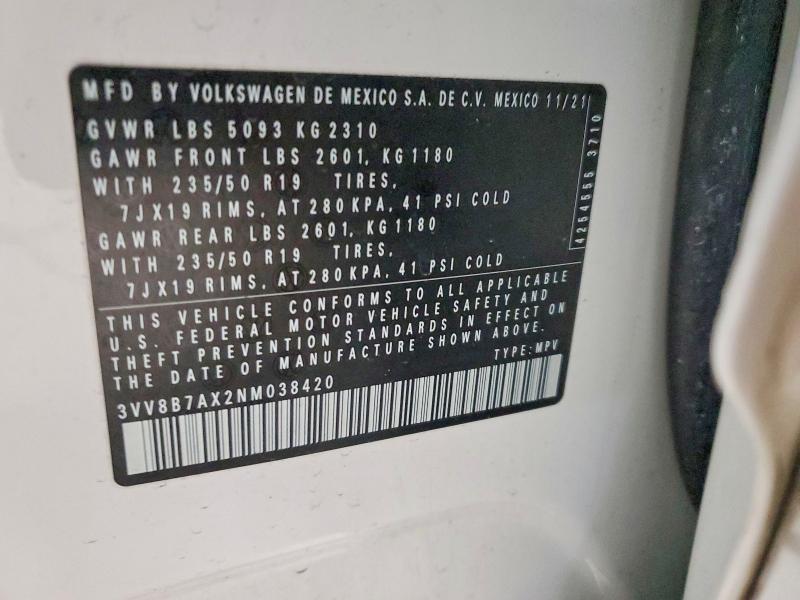 MFD BY VOLKSWAGEN DE MEXICO S.A. DE C.V. MEXICO 11/21
GVWR LBS 5093 KG 2310
GAWR FRONT LBS 2601, KG 1180
WITH 235/50 R19 TIRES,
7JX19 RIMS, AT 280 KPA, 41 PSI COLD
GAWR REAR LBS 2601, KG 1180
WITH 235/50 R19 TIRES,
7JX19 RIMS, AT 280 KPA, 41 PSI COLD
4254555 3710
THIS VEHICLE CONFORMS TO ALL APPLICABLE
U.S. FEDERAL MOTOR VEHICLE SAFETY AND
THEFT PREVENTION STANDARDS IN EFFECT ON
THE DATE OF MANUFACTURE SHOWN ABOVE.
TYPE: MPV
3VV8B7AX2NM038420